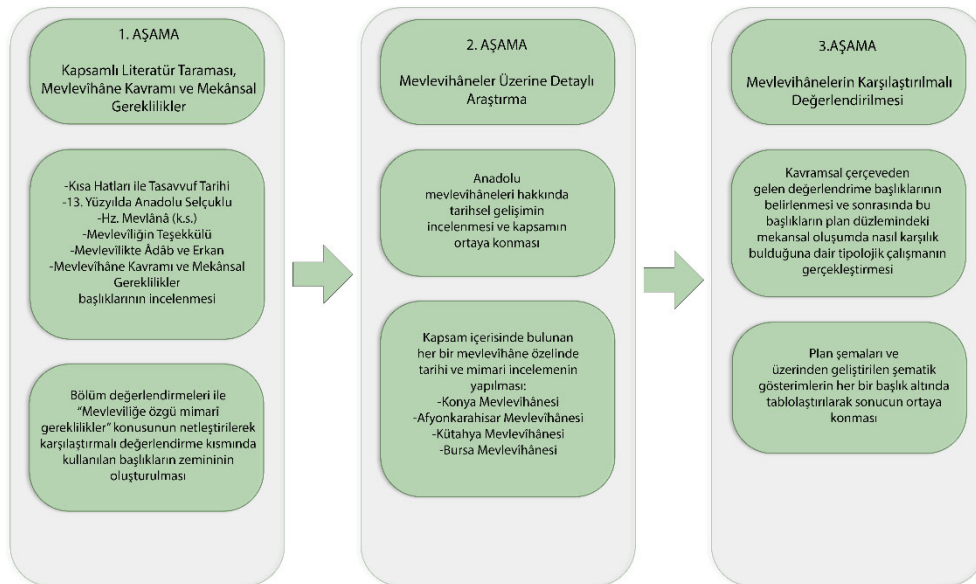 1. AŞAMA
Kapsamlı Literatür Taraması,
Mevlevîhâne Kavramı ve Mekânsal
Gereklilikler
-Kısa Hatları ile Tasavvuf Tarihi
-13. Yüzyılda Anadolu Selçuklu
-Hz. Mevlânâ (k.s.)
-Mevlevîliğin Teşekkülü
-Mevlevîlikte Âdâb ve Erkan
-Mevlevîhâne Kavramı ve Mekânsal
Gereklilikler
başlıklarının incelenmesi
Bölüm değerlendirmeleri ile
“Mevleviliğe özgü mimari
gereklilikler” konusunun netleştirilerek
karşılaştırmalı değerlendirme kısmında
kullanılan başlıkların zemininin
oluşturulması
2. AŞAMA
Mevlevihâneler Üzerine Detaylı
Araştırma
Anadolu
mevlevîhâneleri hakkında
tarihsel gelişimin
incelenmesi ve kapsamın
ortaya konması
Kapsam içerisinde bulunan
her bir mevlevîhâne özelinde
tarihi ve mimari incelemenin
yapılması:
-Konya Mevlevîhânesi
-Afyonkarahisar Mevlevîhânesi
-Kütahya Mevlevîhânesi
-Bursa Mevlevîhânesi
3.AŞAMA
Mevlevihânelerin Karşılaştırılmalı
Değerlendirilmesi
Kavramsal çerçeveden
gelen değerlendirme başlıklarının
belirlenmesi ve sonrasında bu
başlıkların plan düzlemindeki
mekansal oluşumda nasıl karşılık
bulduğuna dair tipolojik çalışmanın
gerçekleştirmesi
Plan şemaları ve
üzerinden geliştirilen şematik
gösterimlerin her bir başlık altında
tablolaştırılarak sonucun ortaya
konması